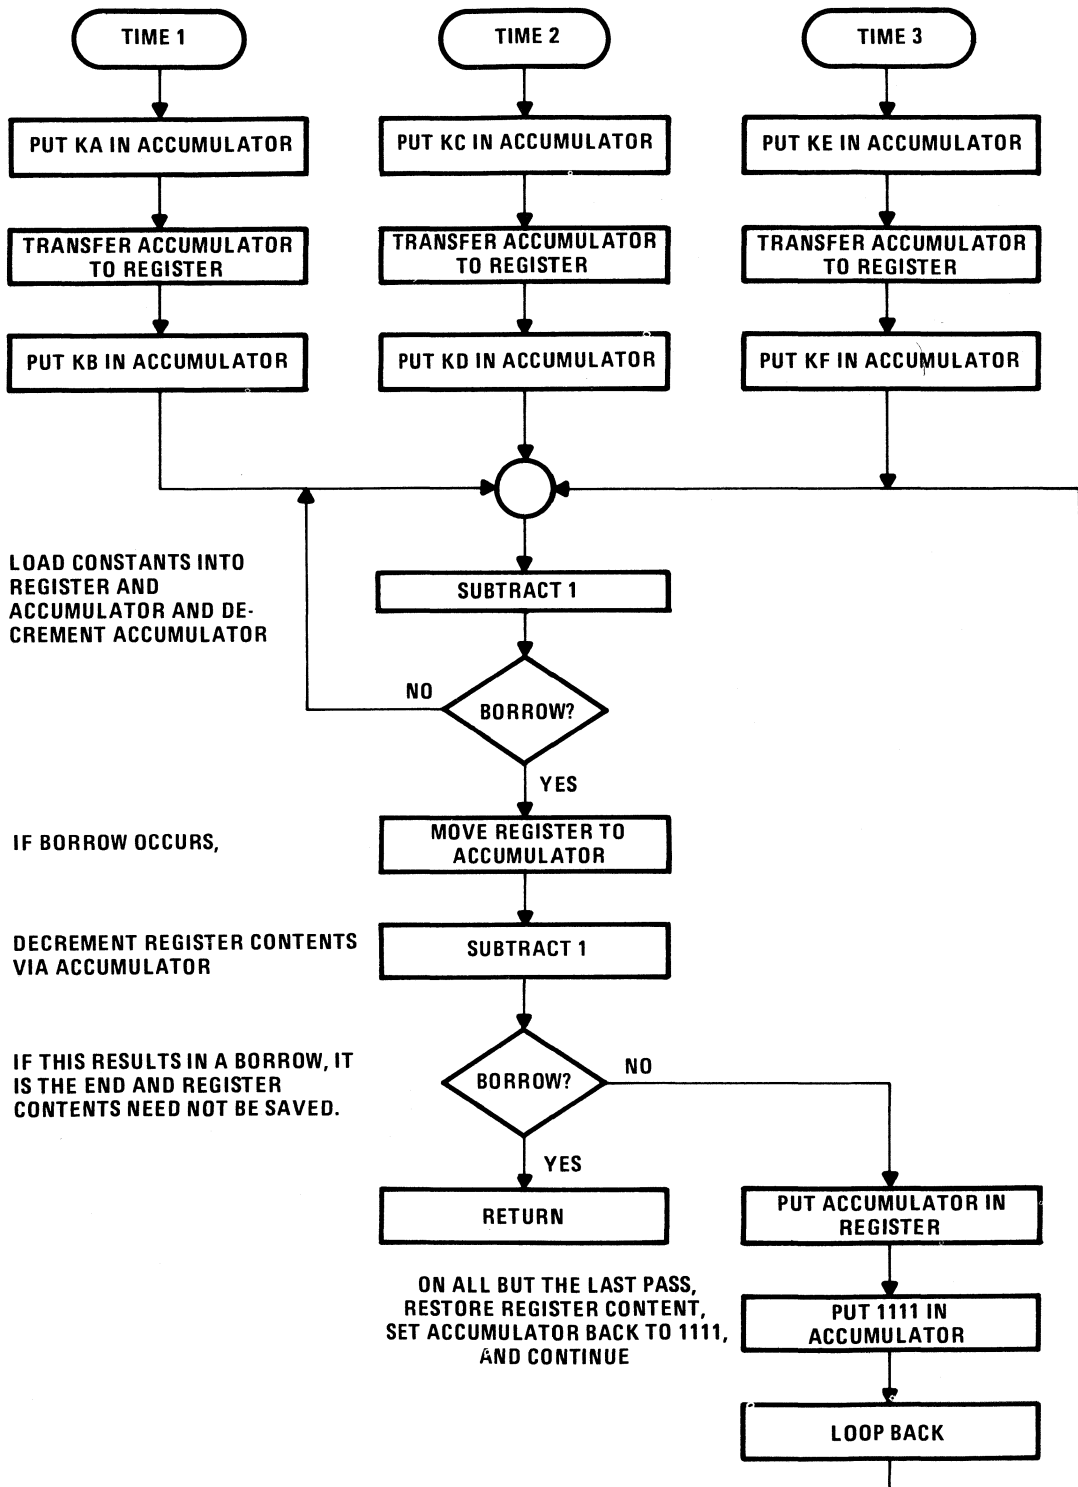 TIME 1
TIME 2
TIME 3
PUT KA IN ACCUMULATOR
PUT KC IN ACCUMULATOR
PUT KE IN ACCUMULATOR
TRANSFER ACCUMULATOR
TO REGISTER
TRANSFER ACCUMULATOR
TO REGISTER
TRANSFER ACCUMULATOR
TO REGISTER
PUT KB IN ACCUMULATOR
PUT KD IN ACCUMULATOR
PUT KF IN ACCUMULATOR
LOAD CONSTANTS INTO
REGISTER AND
ACCUMULATOR AND DE-
CREMENT ACCUMULATOR
SUBTRACT 1
NO
BORROW?
YES
IF BORROW OCCURS,
MOVE REGISTER TO
ACCUMULATOR
DECREMENT REGISTER CONTENTS
VIA ACCUMULATOR
SUBTRACT 1
IF THIS RESULTS IN A BORROW, IT
IS THE END AND REGISTER
CONTENTS NEED NOT BE SAVED.
BORROW?
NO
YES
RETURN
PUT ACCUMULATOR IN
REGISTER
ON ALL BUT THE LAST PASS,
RESTORE REGISTER CONTENT,
SET ACCUMULATOR BACK TO 1111,
AND CONTINUE
PUT 1111 IN
ACCUMULATOR
LOOP BACK